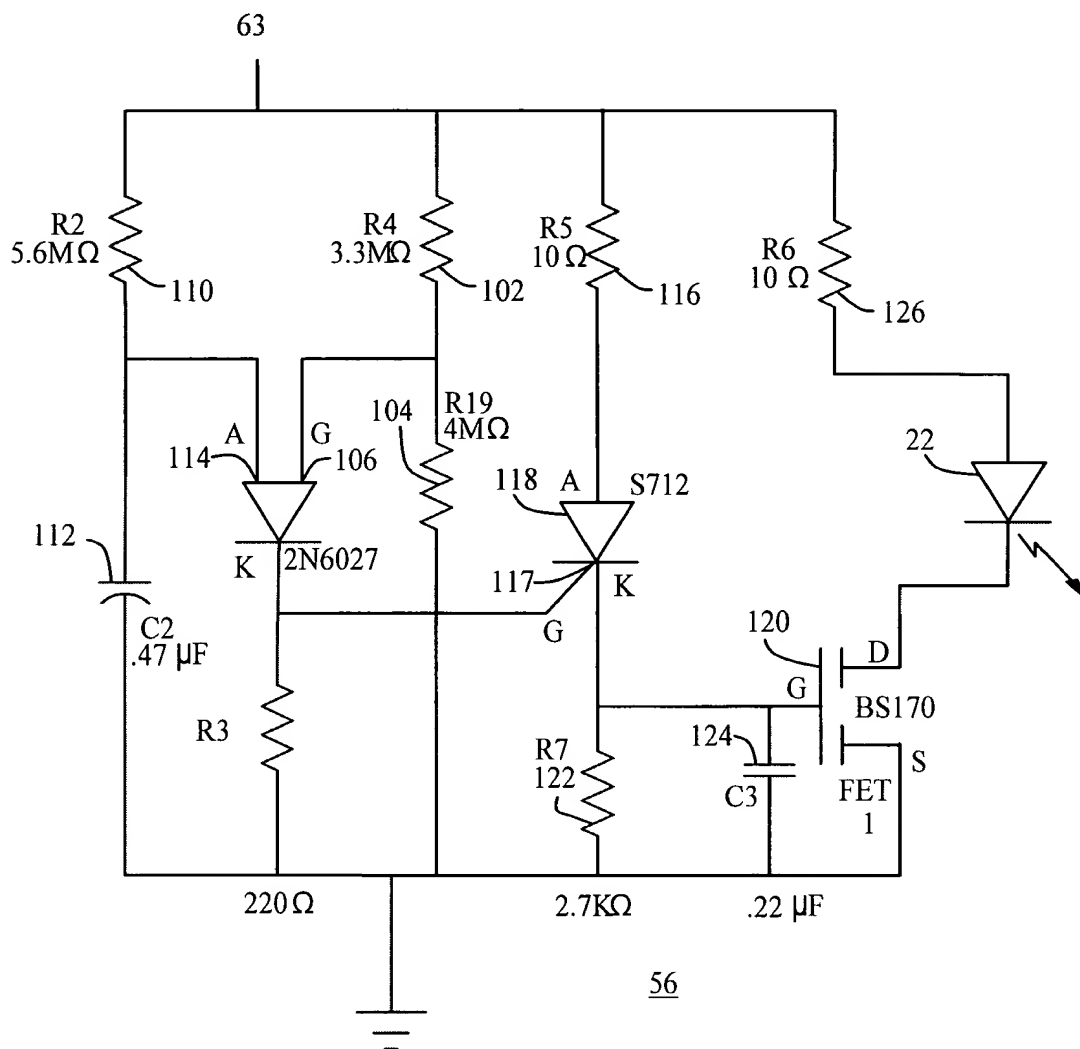 63
R2
5.6MΩ
110
R4
3.3MΩ
102
R5
10 Ω
116
R6
10 Ω
126
A
G
114
106
R19
4MΩ
104
118
A
S712
22
112
K
2N6027
117
K
G
C2
.47 µF
120
D
G
BS170
R3
R7
122
124
C3
S
FET
1
220Ω
2.7KΩ
.22 µF
56